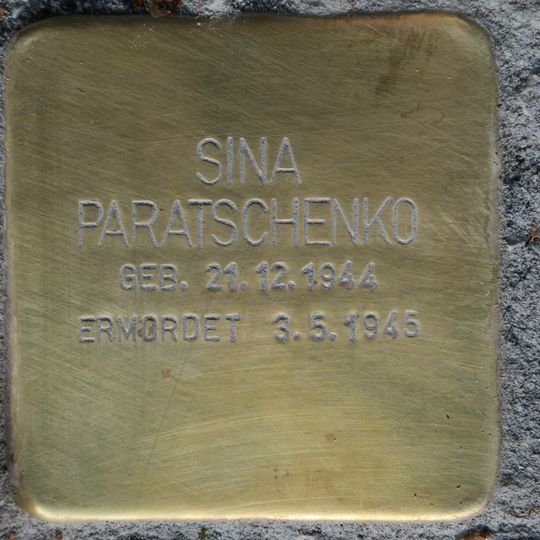 SINA
PARATSCHENKO
GEB. 21.12.1944
ERMORDET 3.5.1945